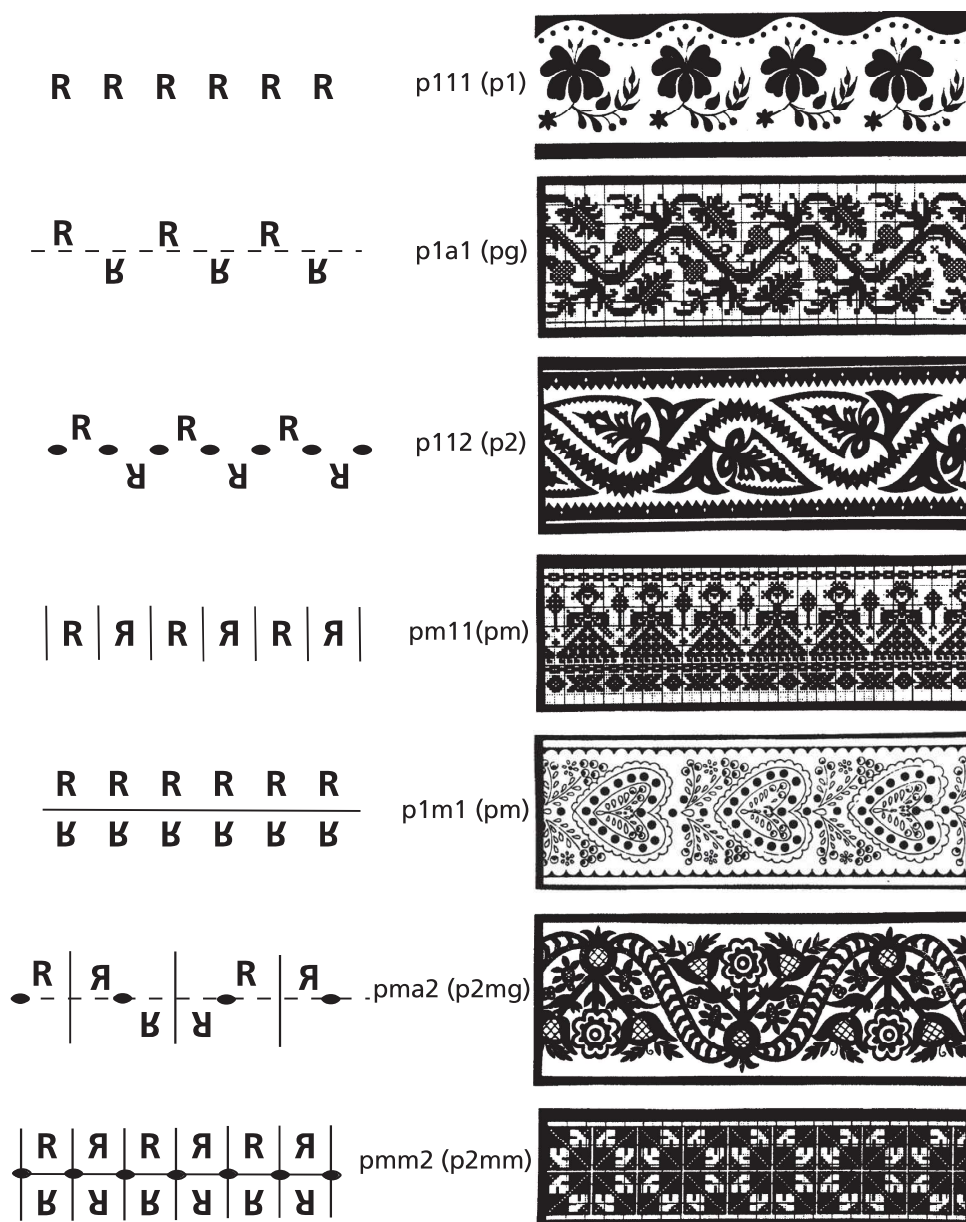 R R R R R R p111 (p1)
R R R
p1a1 (pg)
R R R
R R R
p112 (p2)
R R R
R R R R R R pm11(pm)
R R R R R R
p1m1 (pm)
R R R R R R
R R R R
pma2 (p2mg)
R R
R R R R R R
pmm2 (p2mm)
R R R R R R